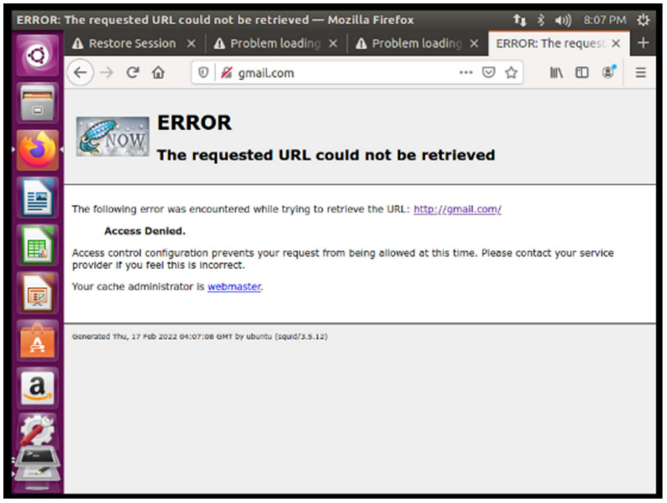 ERROR: The requested URL could not be retrieved — Mozilla Firefox
8:07 PM
Restore Session
Problem loading
Problem loading
ERROR: The reques
gmail.com
NOW
ERROR
The requested URL could not be retrieved
The following error was encountered while trying to retrieve the URL: http://gmail.com/
Access Denied.
Access control configuration prevents your request from being allowed at this time. Please contact your service
provider if you feel this is incorrect.
Your cache administrator is webmaster.
Generated Thu, 17 Feb 2022 04:07:08 GMT by ubuntu (squid/3.5.12)
A
a